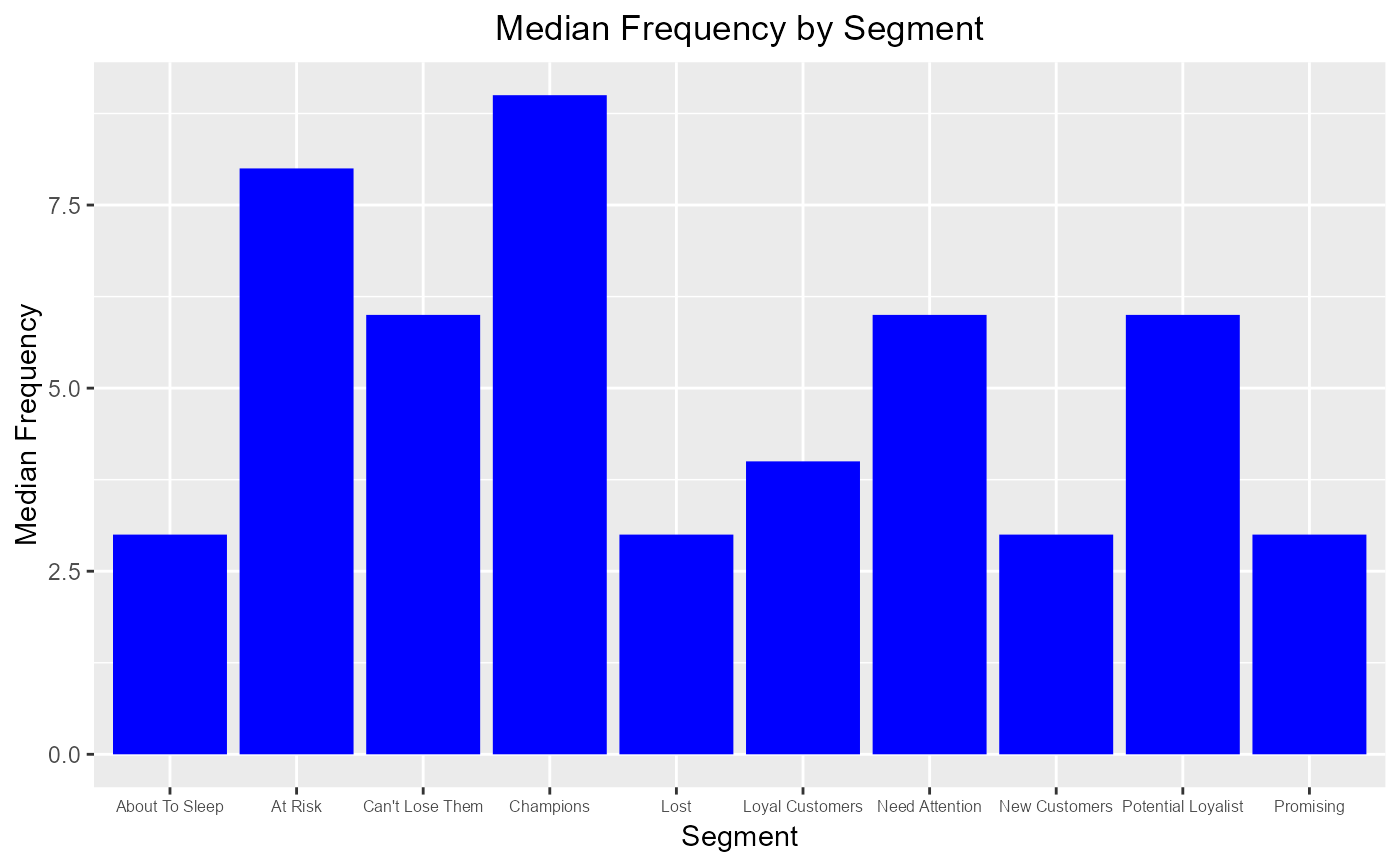 Median Frequency by Segment
Median Frequency
7.5
5.0
2.5
0.0
About To Sleep At Risk Can't Lose Them Champions Lost Loyal Customers Need Attention New Customers Potential Loyalist Promising
Segment